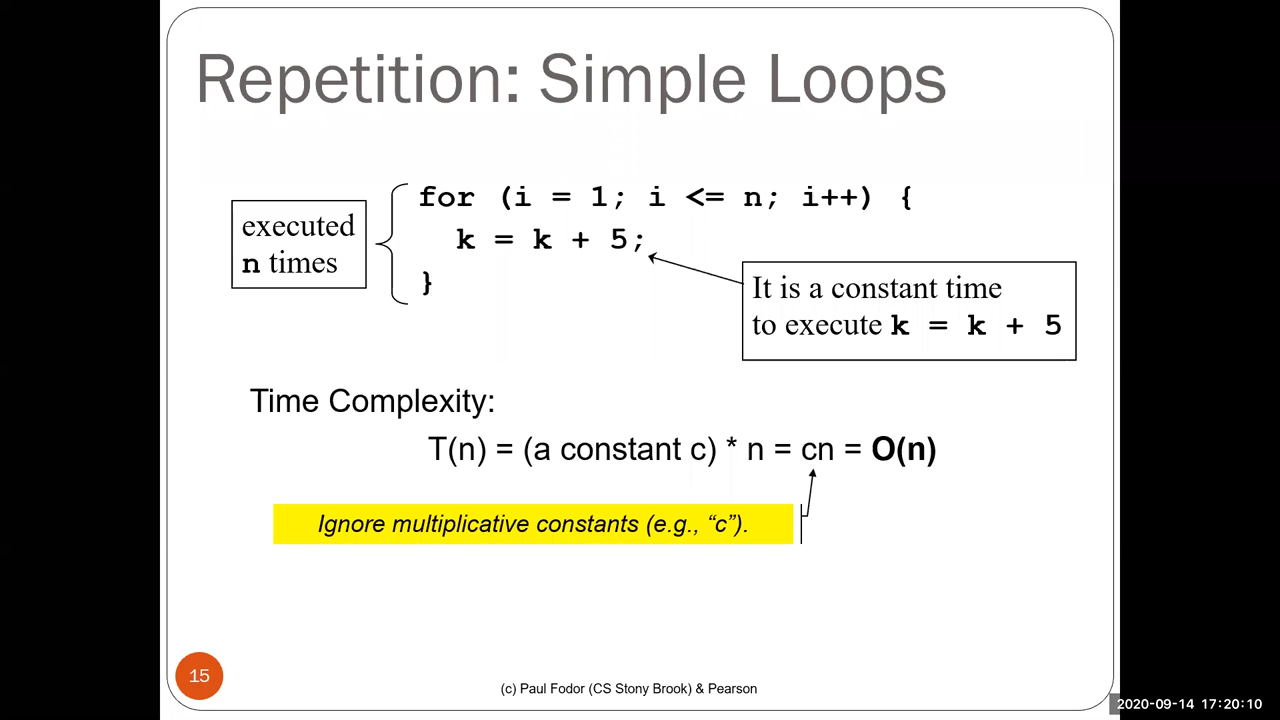 Repetition: Simple Loops
executed
n times
for (i = 1; i <= n; i++) {
k = k + 5;
}
It is a constant time
to execute k = k + 5
Time Complexity:
T(n) = (a constant c) * n = cn = O(n)
Ignore multiplicative constants (e.g., “c”).
15
(c) Paul Fodor (CS Stony Brook) & Pearson
2020-09-14 17:20:10